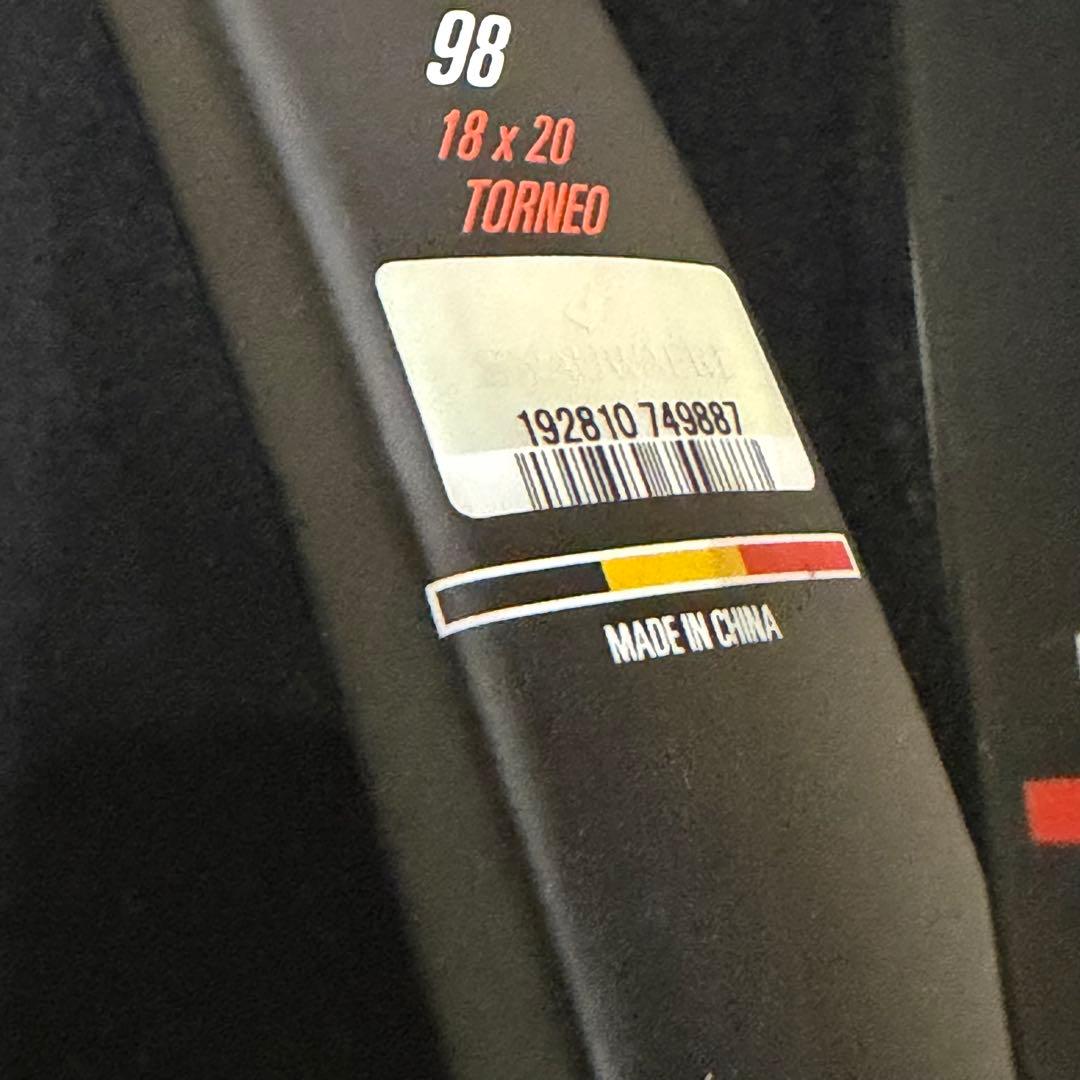 98
18 x 20
TORNEO
192810 749887
MADE IN CHINA